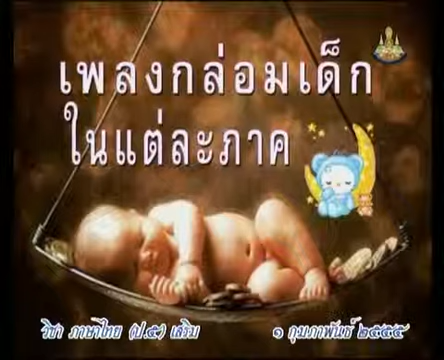 เพลงกล่อมเด็ก
ในแต่ละภาค
วิชา ภาษาไทย (ป.๕) เสริม ๑ กุมภาพันธ์ ๒๕๕๕